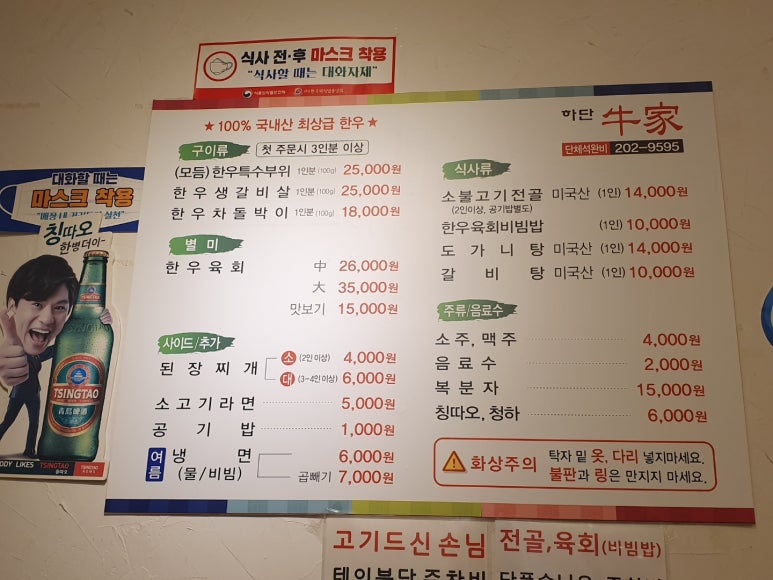 식사 전·후 마스크 착용
"식사할 때는 대화자제"
★ 100% 국내산 최상급 한우 ★
하단 牛家
단체석완비 202-9595
구이류 첫 주문시 3인분 이상
(모듬)한우특수부위 1인분(100g) 25,000원
한우생갈비살 1인분(100g) 25,000원
한우차돌박이 1인분(100g) 18,000원
별미
한우육회 中 26,000원
大 35,000원
맛보기 15,000원
사이드/추가
된장찌개 소 (2인 이상) 4,000원
대 (3-4인 이상) 6,000원
소고기라면 5,000원
공기밥 1,000원
여름 냉면 6,000원
(물/비빔) 곱빼기 7,000원
식사류
소불고기전골 미국산 (1인) 14,000원
(2인이상, 공기밥별도)
한우육회비빔밥 (1인) 10,000원
도가니탕 미국산 (1인) 14,000원
갈비탕 미국산 (1인) 10,000원
주류/음료수
소주, 맥주 4,000원
음료수 2,000원
복분자 15,000원
칭따오, 청하 6,000원
화상주의 탁자 밑 옷, 다리 넣지마세요.
불판과 링은 만지지 마세요.
대화할 때는
마스크 착용
칭따오
한병더이~
TSINGTAO
TSINGTAO
青島啤酒
DDY LIKES TSINGTAO
칭따오
TSINGTAO
고기드신 손님
전골,육회(비빔밥)